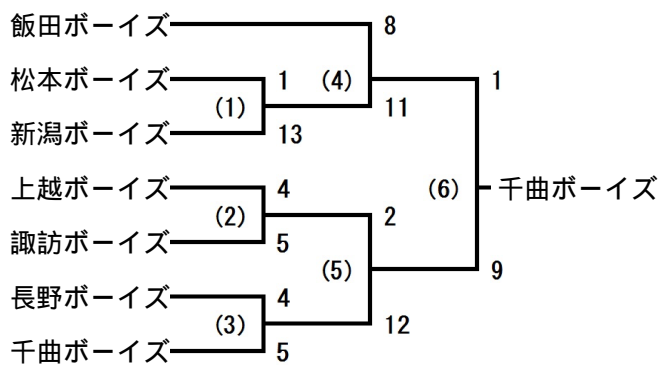 飯田ボーイズ 8
松本ボーイズ 1 (4) 1
(1) 11
新潟ボーイズ 13
上越ボーイズ 4 (6) 千曲ボーイズ
(2) 2
諏訪ボーイズ 5
(5) 9
長野ボーイズ 4
(3) 12
千曲ボーイズ 5